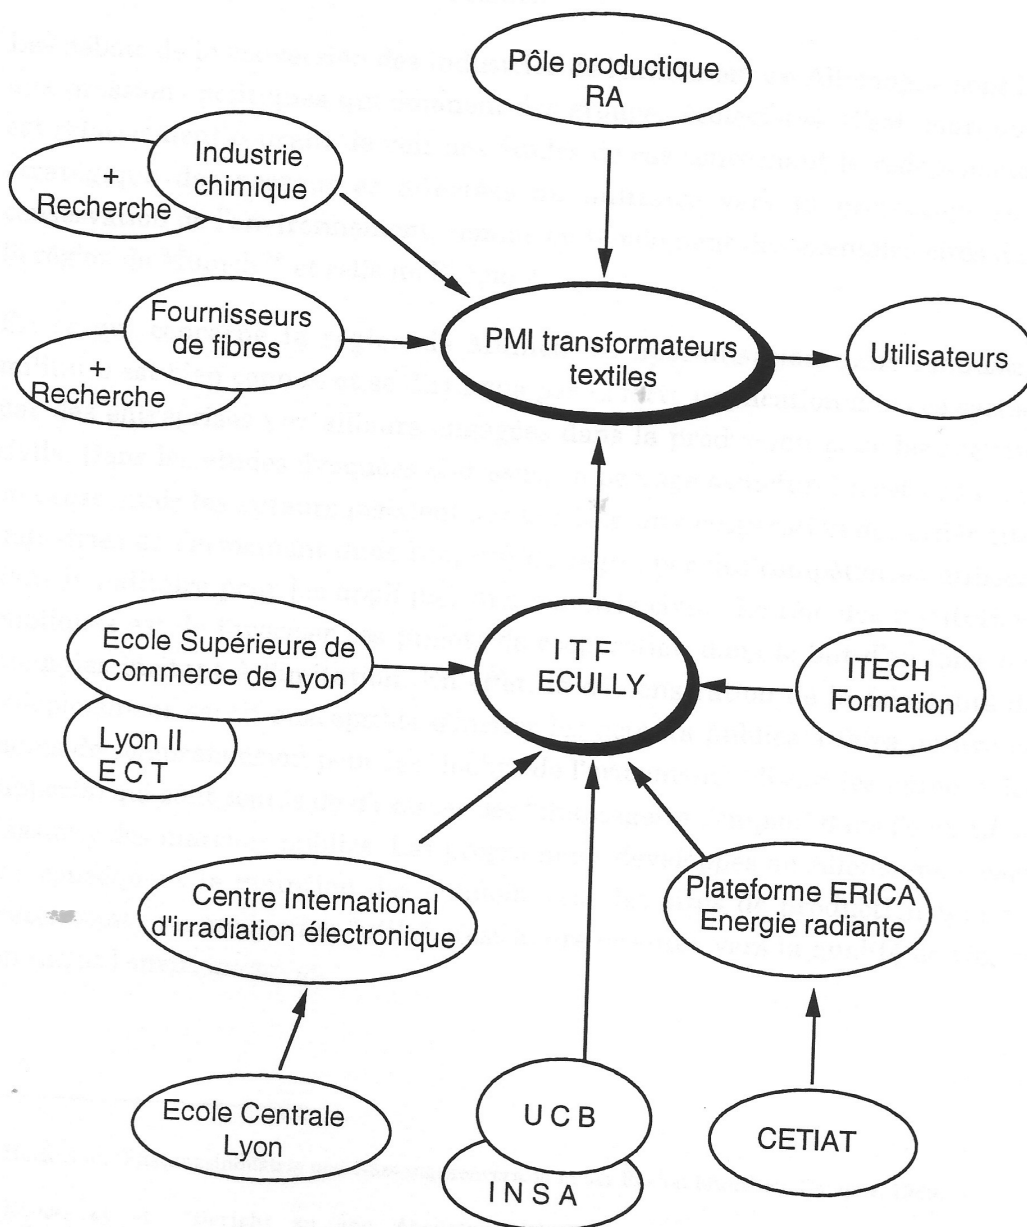 Pôle productique
RA
Industrie
chimique
+
Recherche
Fournisseurs
de fibres
+
Recherche
PMI transformateurs
textiles
Utilisateurs
Ecole Supérieure de
Commerce de Lyon
Lyon II
E C T
I T F
ECULLY
ITECH
Formation
Centre International
d'irradiation électronique
Plateforme ERICA
Energie radiante
Ecole Centrale
Lyon
U C B
I N S A
CETIAT